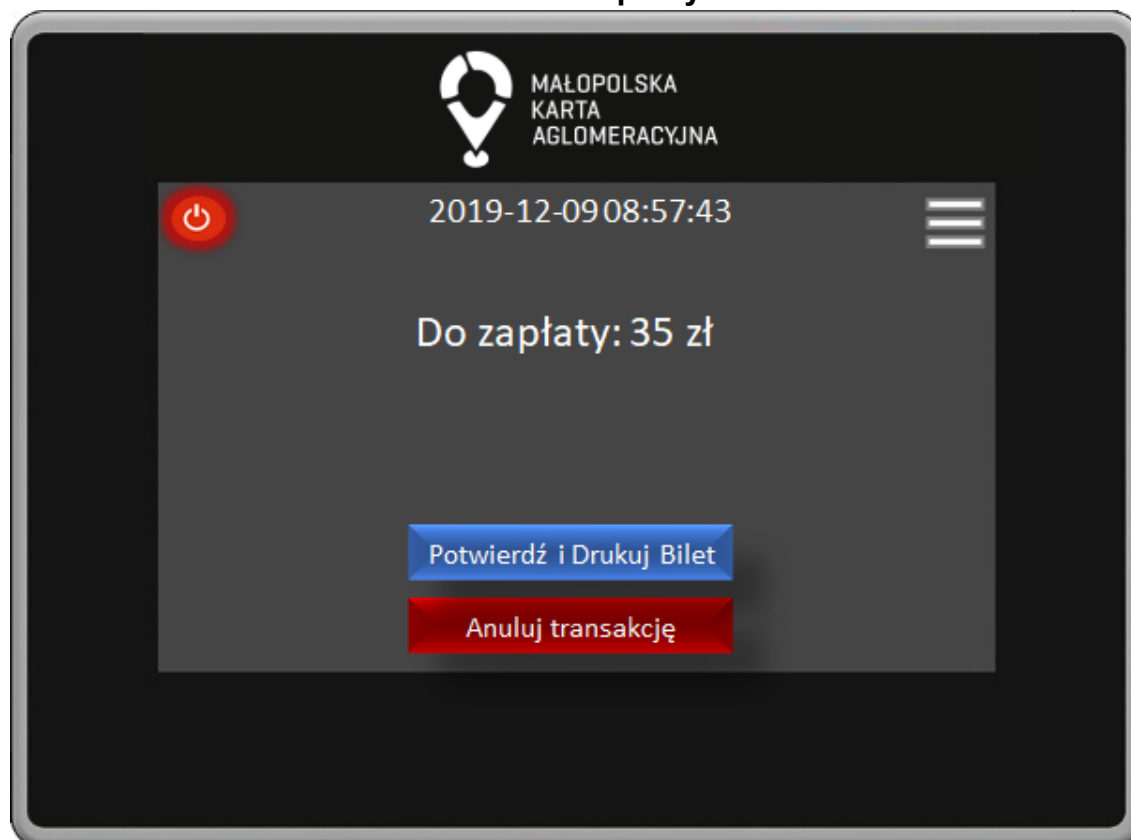 MAŁOPOLSKA
KARTA
AGLOMERACYJNA
2019-12-09 08:57:43
Do zapłaty: 35 zł
Potwierdź i Drukuj Bilet
Anuluj transakcję